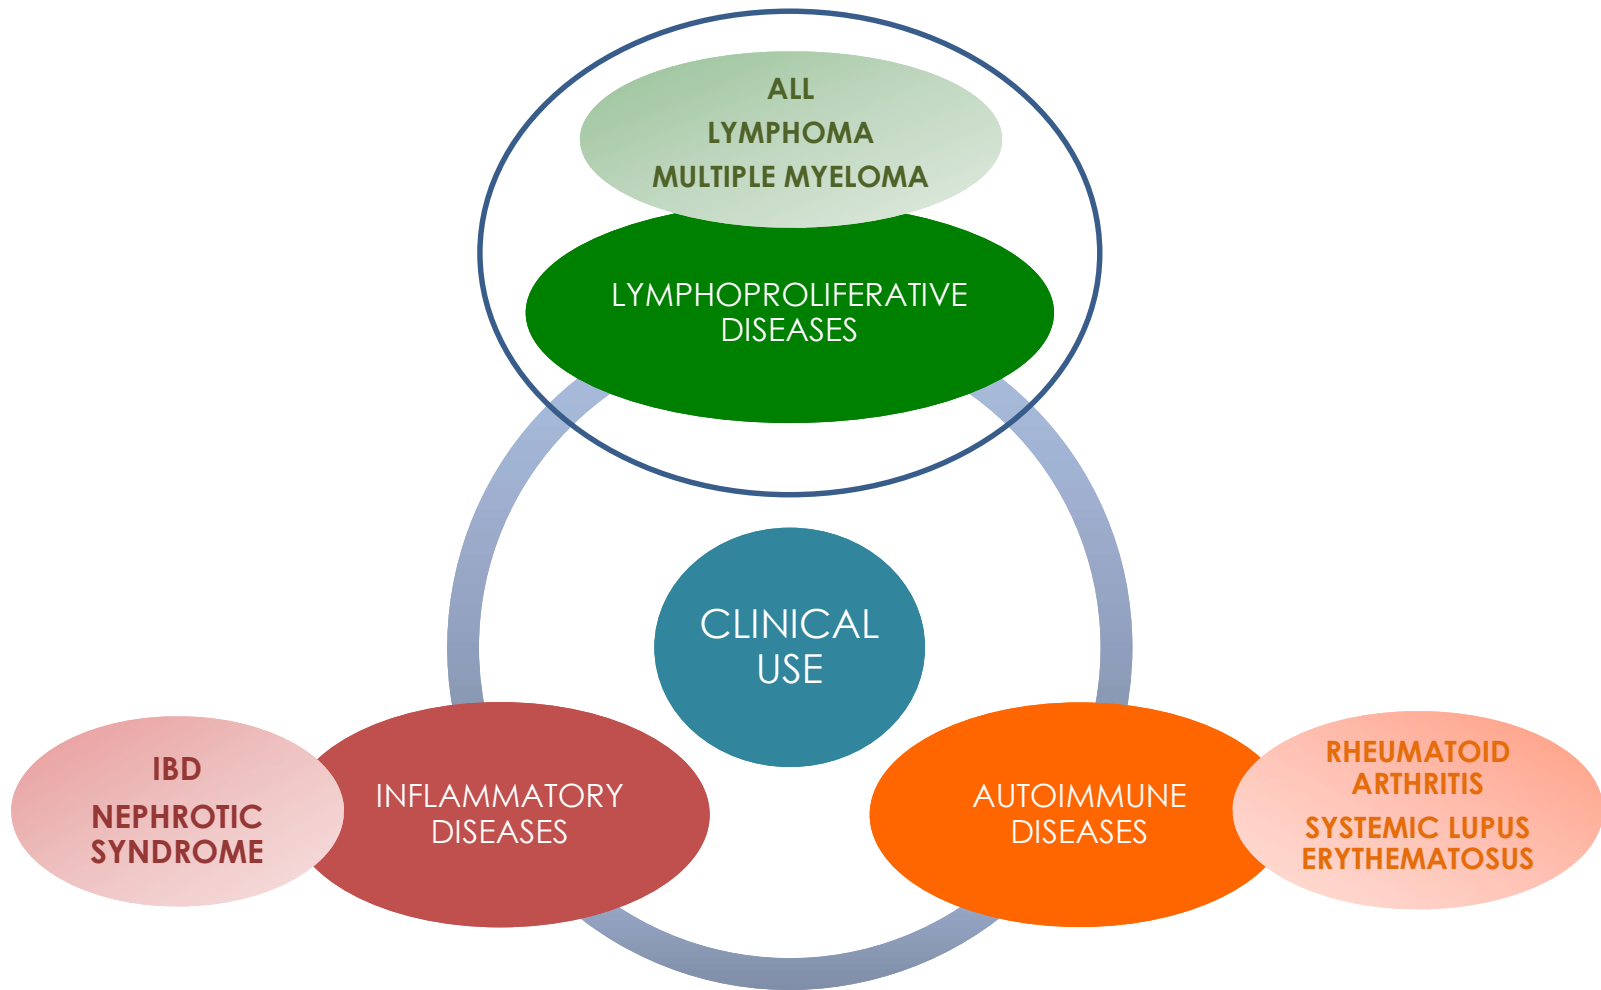 ALL
LYMPHOMA
MULTIPLE MYELOMA
LYMPHOPROLIFERATIVE
DISEASES
CLINICAL
USE
IBD
NEPHROTIC
SYNDROME
INFLAMMATORY
DISEASES
AUTOIMMUNE
DISEASES
RHEUMATOID
ARTHRITIS
SYSTEMIC LUPUS
ERYTHEMATOSUS